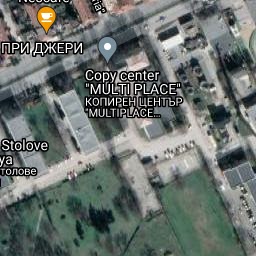 ПРИ ДЖЕРИ
Copy center
"MULTI PLACE"
КОПИРЕН ЦЕНТЪР
"MULTIPLACE...
Stolove
ya
толове